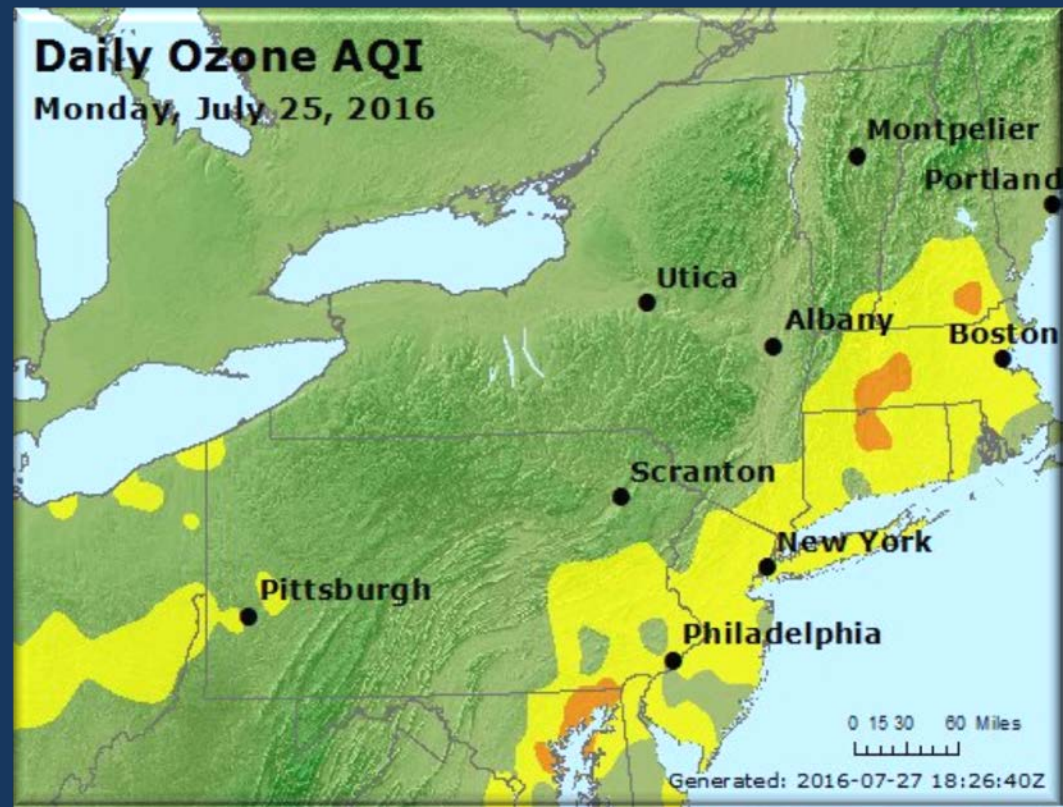 Daily Ozone AQI
Monday, July 25, 2016
Montpelier
Portland
Utica
Albany
Boston
Scranton
New York
Pittsburgh
Philadelphia
0 15 30 60 Miles
Generated: 2016-07-27 18:26:40Z